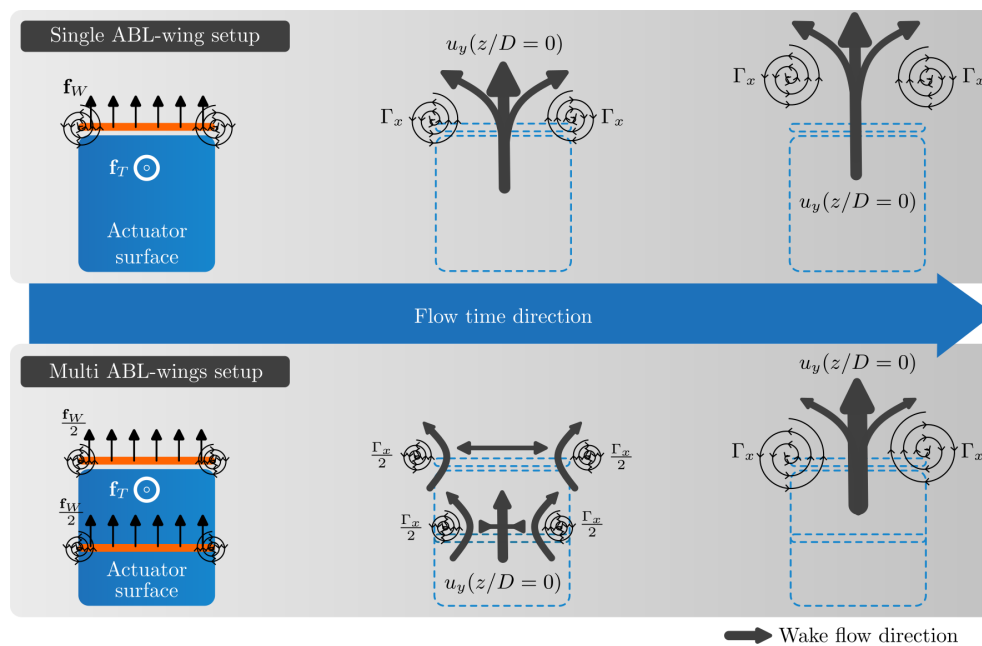 Single ABL-wing setup
f_W
f_T
Actuator
surface
u_y(z/D = 0)
Γ_x
Γ_x
Γ_x
Γ_x
u_y(z/D = 0)
Flow time direction
Multi ABL-wings setup
f_W/2
f_T
f_W/2
Actuator
surface
Γ_x/2
Γ_x/2
Γ_x/2
Γ_x/2
u_y(z/D = 0)
u_y(z/D = 0)
Γ_x
Γ_x
Wake flow direction